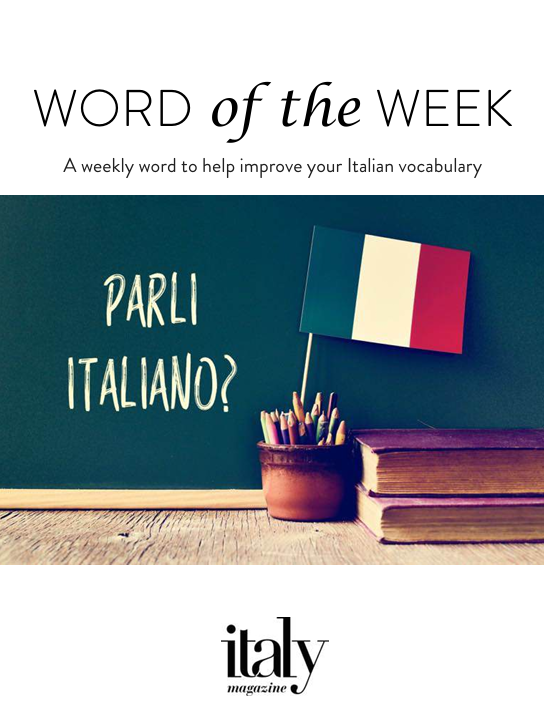 WORD of the WEEK
A weekly word to help improve your Italian vocabulary
PARLI
ITALIANO?
italy
magazine